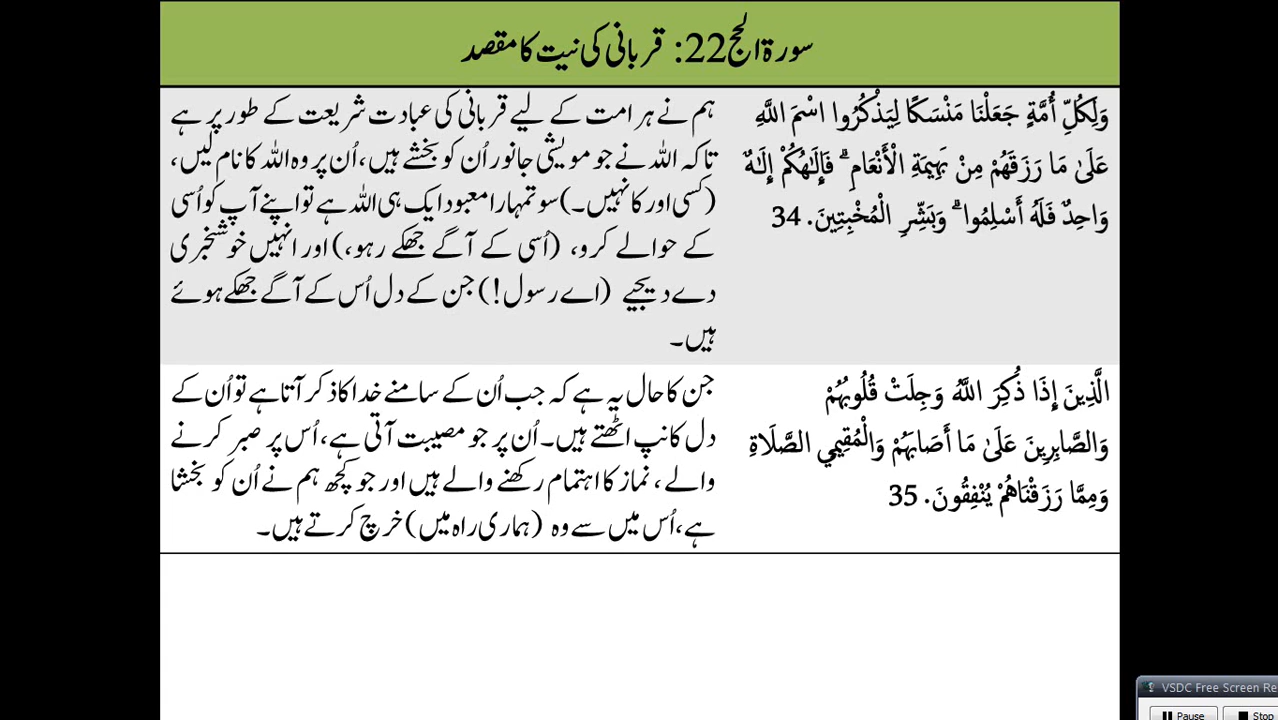 سورۃ الحج 22: قربانی کی نیت کا مقصد
وَلِكُلِّ أُمَّةٍ جَعَلْنَا مَنْسَكًا لِيَذْكُرُوا اسْمَ اللَّهِ
عَلَىٰ مَا رَزَقَهُمْ مِنْ بَهِيمَةِ الْأَنْعَامِ ۗ فَإِلَٰهُكُمْ إِلَٰهٌ
وَاحِدٌ فَلَهُ أَسْلِمُوا ۗ وَبَشِّرِ الْمُخْبِتِينَ. 34
ہم نے ہر امت کے لیے قربانی کی عبادت شریعت کے طور پر ہے
تاکہ اللہ نے جو مویشی جانور اُن کو بخشے ہیں، اُن پر وہ اللہ کا نام لیں،
(کسی اور کا نہیں۔) سو تمہارا معبود ایک ہی اللہ ہے تو اپنے آپ کو اُسی
کے حوالے کرو، (اُسی کے آگے جھکے رہو،) اور انہیں خوشخبری
دے دیجیے (اے رسول!) جن کے دل اُس کے آگے جھکے ہوئے
ہیں۔
الَّذِينَ إِذَا ذُكِرَ اللَّهُ وَجِلَتْ قُلُوبُهُمْ
وَالصَّابِرِينَ عَلَىٰ مَا أَصَابَهُمْ وَالْمُقِيمِي الصَّلَاةِ
وَمِمَّا رَزَقْنَاهُمْ يُنْفِقُونَ. 35
جن کا حال یہ ہے کہ جب اُن کے سامنے خدا کا ذکر آتا ہے تو اُن کے
دل کانپ اٹھتے ہیں۔ اُن پر جو مصیبت آتی ہے، اُس پر صبر کرنے
والے، نماز کا اہتمام رکھنے والے ہیں اور جو کچھ ہم نے اُن کو بخشا
ہے، اُس میں سے وہ (ہماری راہ میں) خرچ کرتے ہیں۔
VSDC Free Screen Re
Pause
Stop